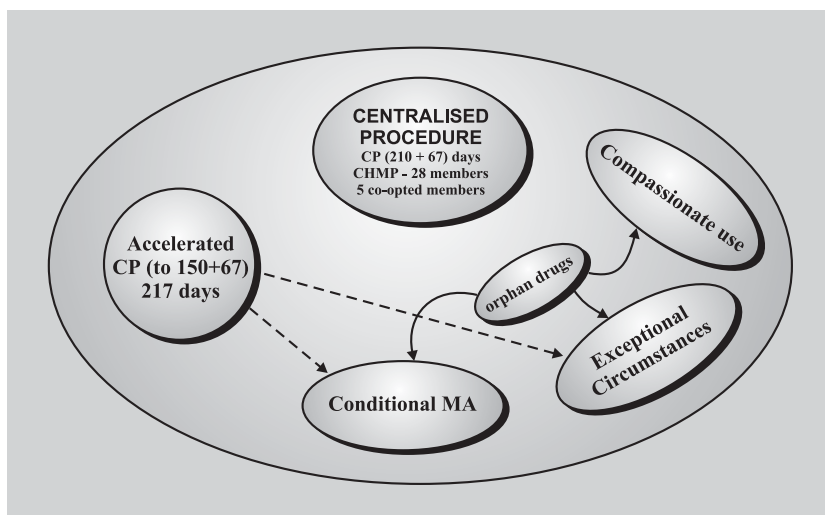 CENTRALISED
PROCEDURE
CP (210 + 67) days
CHMP - 28 members
5 co-opted members
Compassionate use
Accelerated
CP (to 150+67)
217 days
orphan drugs
Exceptional
Circumstances
Conditional MA